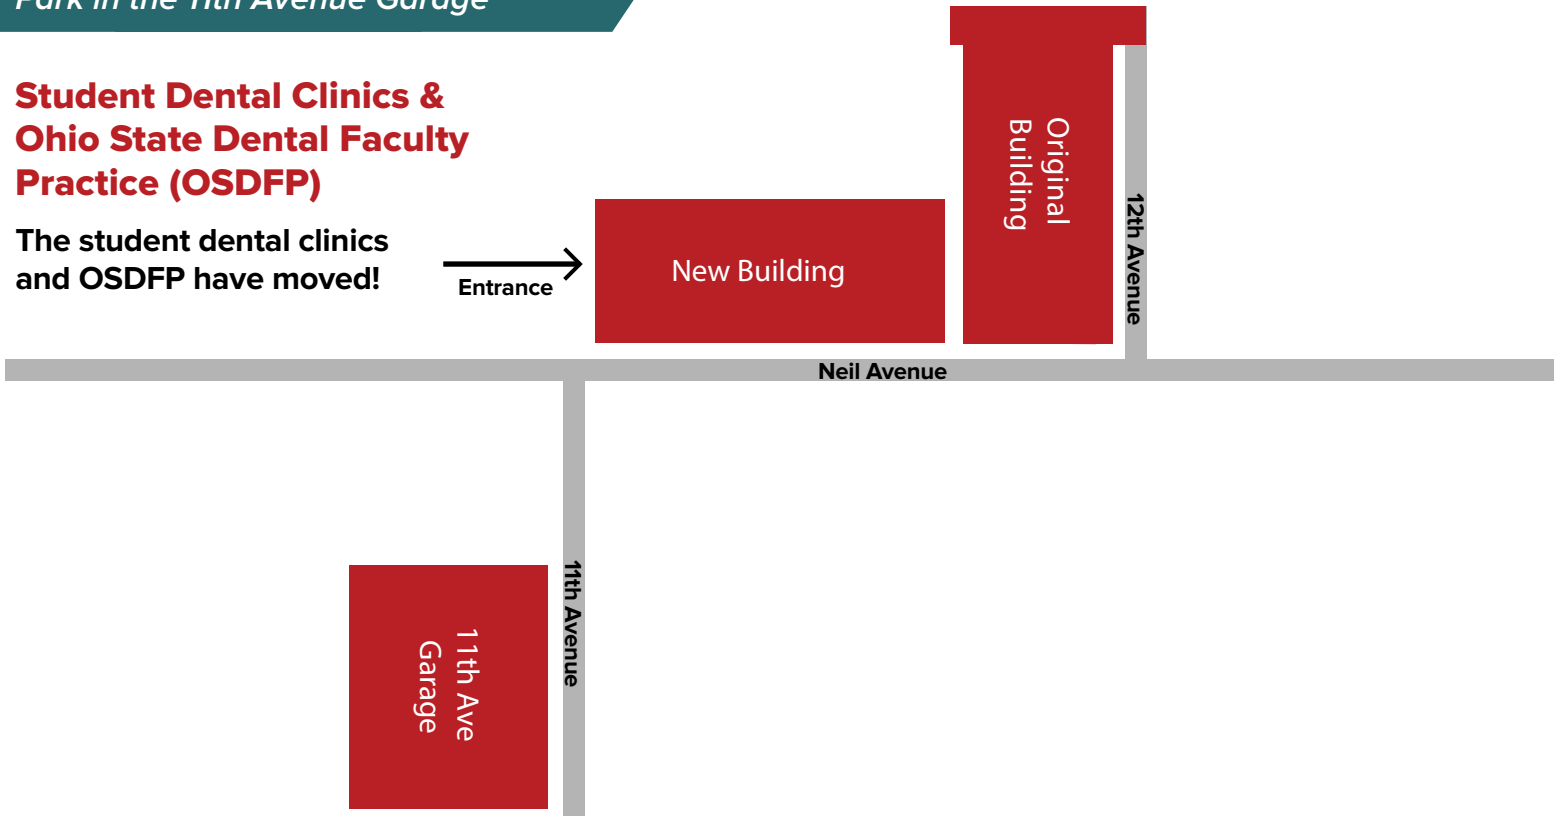 Park in the 11th Avenue Garage
Student Dental Clinics &
Ohio State Dental Faculty
Practice (OSDFP)
The student dental clinics
and OSDFP have moved!
Entrance
New Building
Original
Building
12th Avenue
Neil Avenue
11th Avenue
11th Ave
Garage